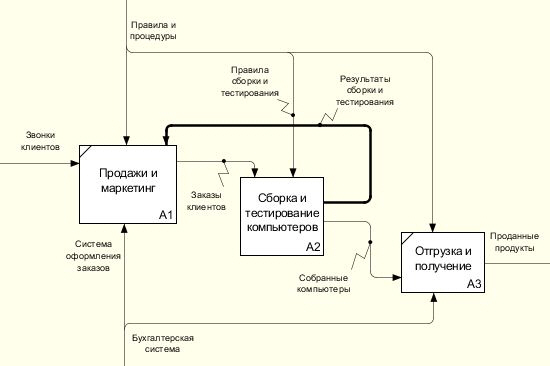 Правила и
процедуры
Правила
сборки и
тестирования
Результаты
сборки и
тестирования
Звонки
клиентов
Продажи и
маркетинг
A1
Заказы
клиентов
Сборка и
тестирование
компьютеров
A2
Система
оформления
заказов
Собранные
компьютеры
Отгрузка и
получение
A3
Проданные
продукты
Бухгалтерская
система